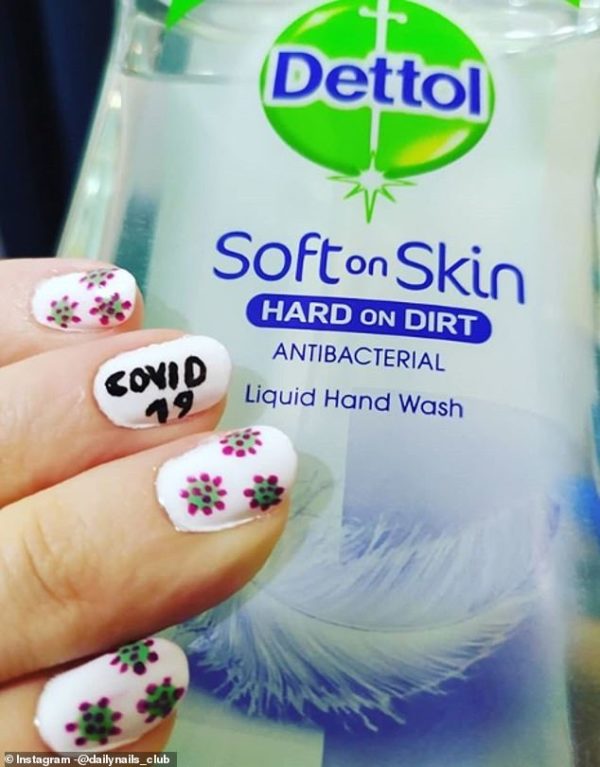 Dettol
Soft on Skin
HARD ON DIRT
ANTIBACTERIAL
Liquid Hand Wash
COVID
19
© Instagram -@dailynails_club